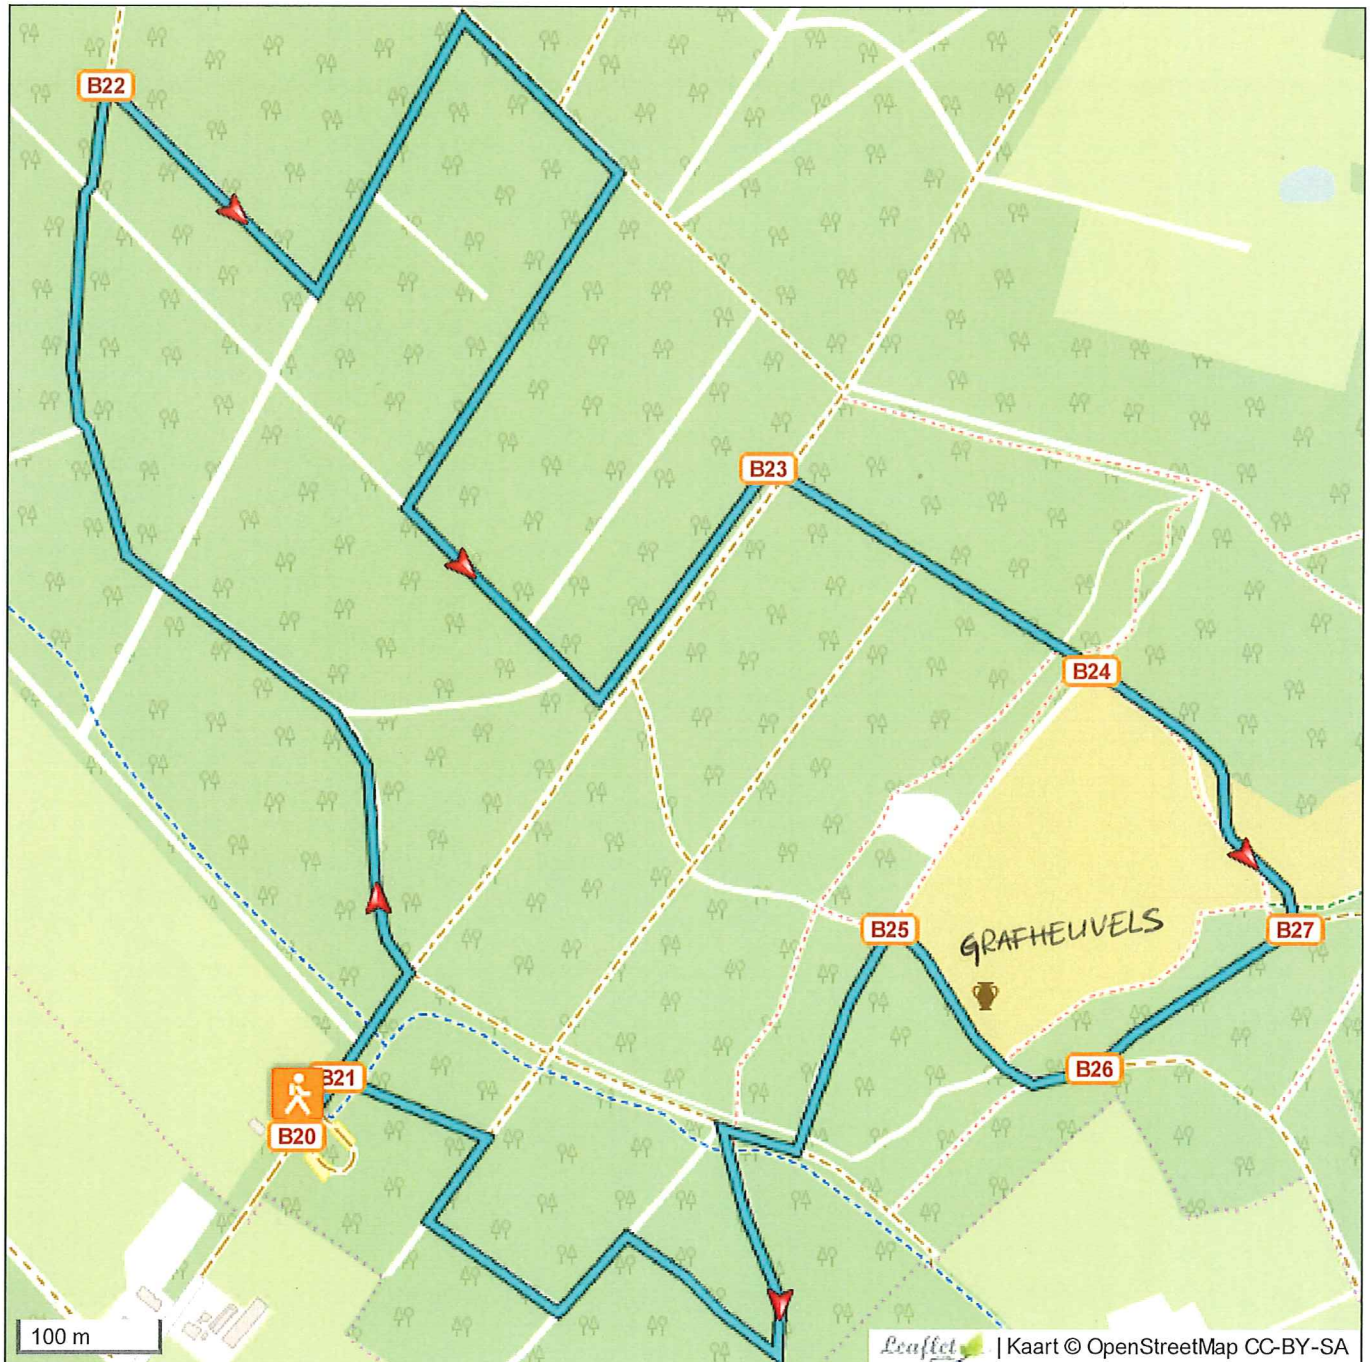 B22
B23
B24
B25
GRAFHEUVELS
B27
B26
B21
B20
100 m
Leaflet | Kaart © OpenStreetMap CC-BY-SA